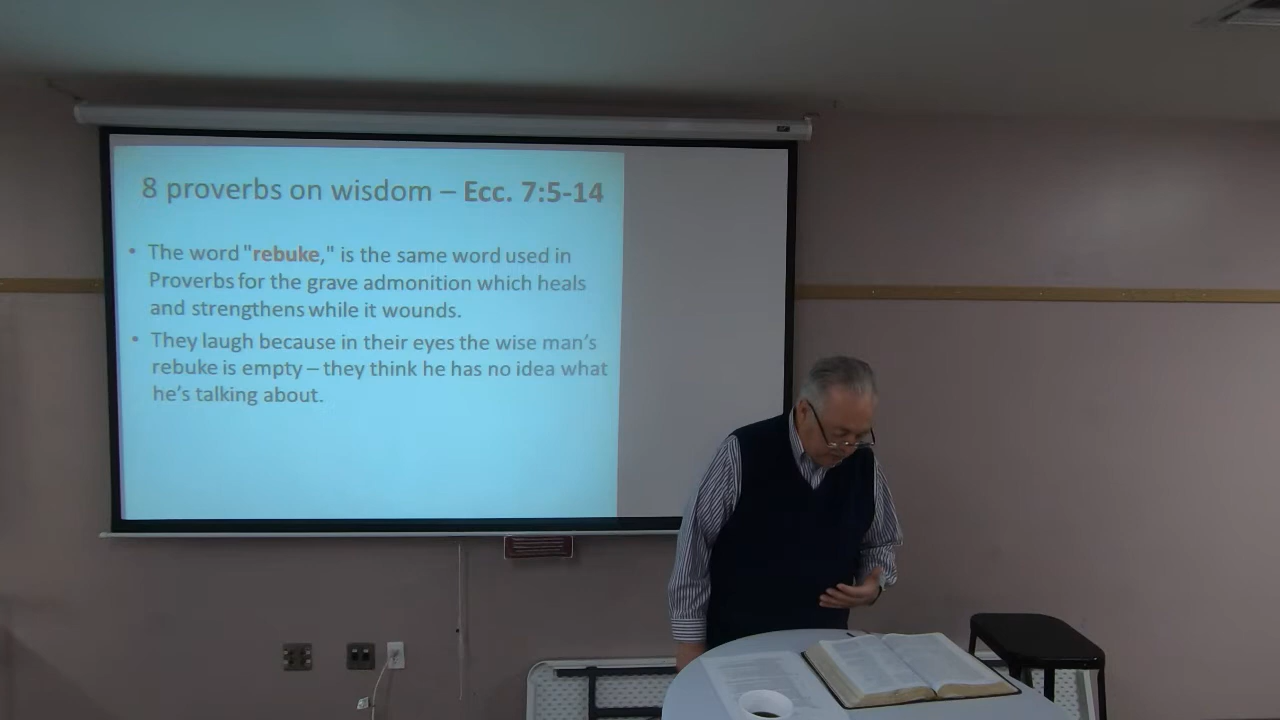 8 proverbs on wisdom – Ecc. 7:5-14
• The word "rebuke," is the same word used in
Proverbs for the grave admonition which heals
and strengthens while it wounds.
• They laugh because in their eyes the wise man's
rebuke is empty – they think he has no idea what
he's talking about.